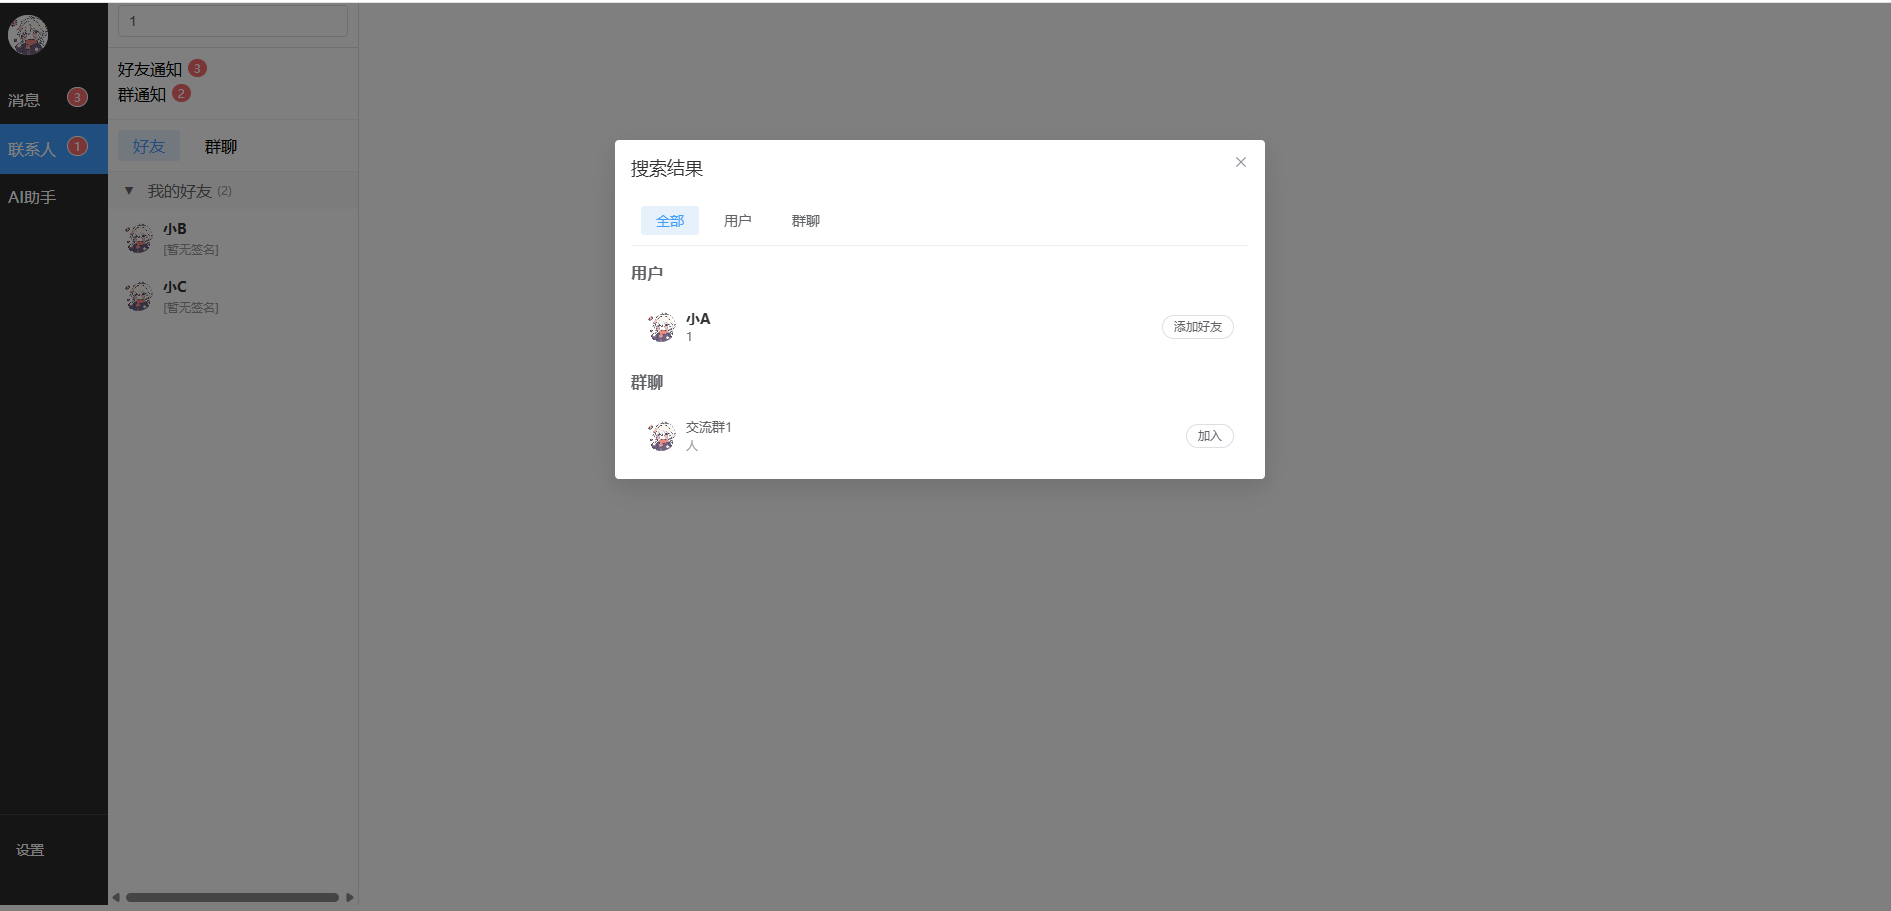 消息 3
联系人 1
AI助手
设置
1
好友通知 3
群通知 2
好友 群聊
▼ 我的好友 (2)
小B
[暂无签名]
小C
[暂无签名]
搜索结果
全部 用户 群聊
用户
小A
1
添加好友
群聊
交流群1
人
加入